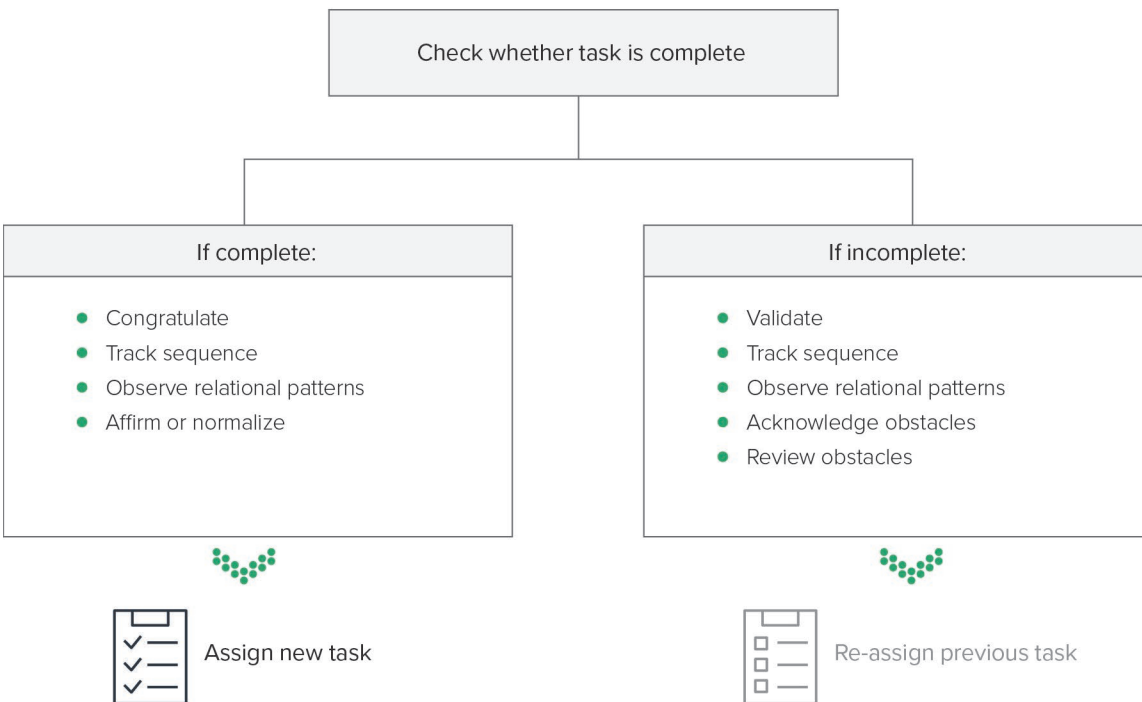 Check whether task is complete
If complete:
Congratulate
Track sequence
Observe relational patterns
Affirm or normalize
Assign new task
If incomplete:
Validate
Track sequence
Observe relational patterns
Acknowledge obstacles
Review obstacles
Re-assign previous task